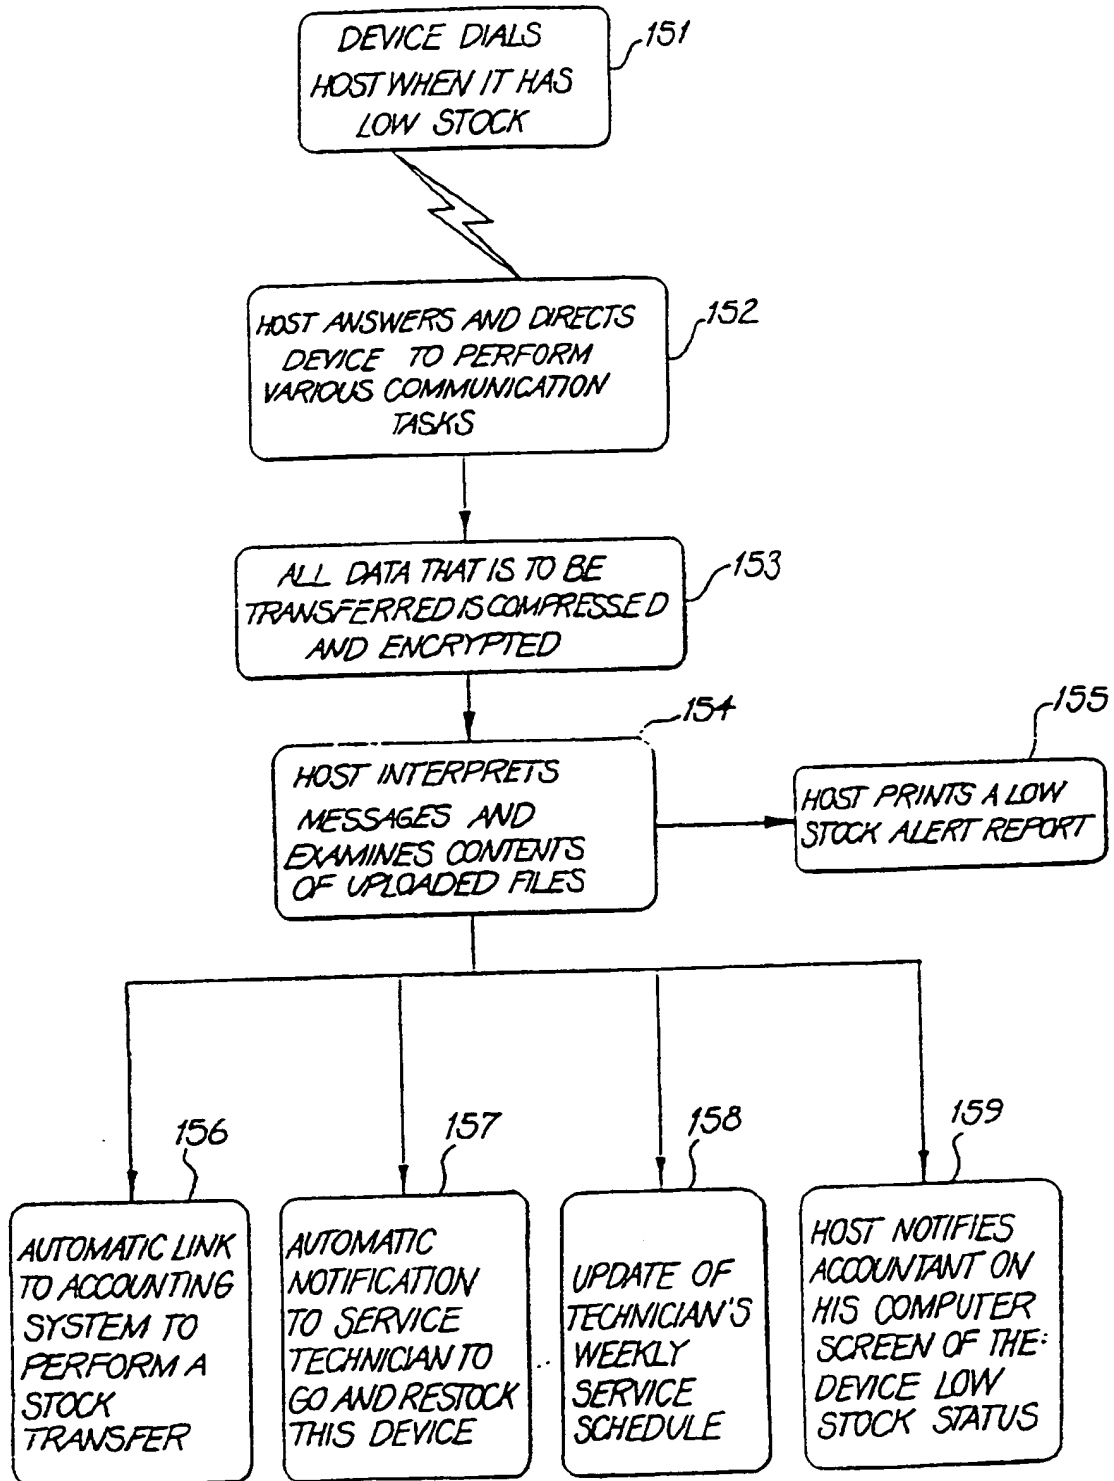 DEVICE DIALS
HOST WHEN IT HAS
LOW STOCK
151
HOST ANSWERS AND DIRECTS
DEVICE TO PERFORM
VARIOUS COMMUNICATION
TASKS
152
ALL DATA THAT IS TO BE
TRANSFERRED IS COMPRESSED
AND ENCRYPTED
153
HOST INTERPRETS
MESSAGES AND
EXAMINES CONTENTS
OF UPLOADED FILES
154
HOST PRINTS A LOW
STOCK ALERT REPORT
155
AUTOMATIC LINK
TO ACCOUNTING
SYSTEM TO
PERFORM A
STOCK
TRANSFER
156
AUTOMATIC
NOTIFICATION
TO SERVICE
TECHNICIAN TO
GO AND RESTOCK
THIS DEVICE
157
UPDATE OF
TECHNICIAN'S
WEEKLY
SERVICE
SCHEDULE
158
HOST NOTIFIES
ACCOUNTANT ON
HIS COMPUTER
SCREEN OF THE
DEVICE LOW
STOCK STATUS
159